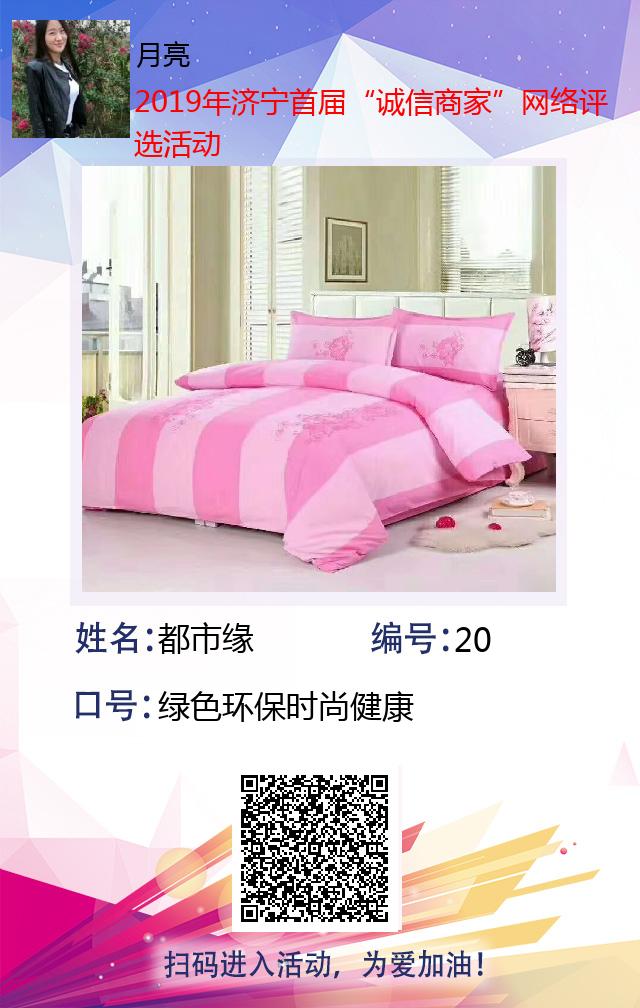 月亮
2019年济宁首届“诚信商家”网络评
选活动
姓名:都市缘 编号:20
口号:绿色环保时尚健康
扫码进入活动，为爱加油!